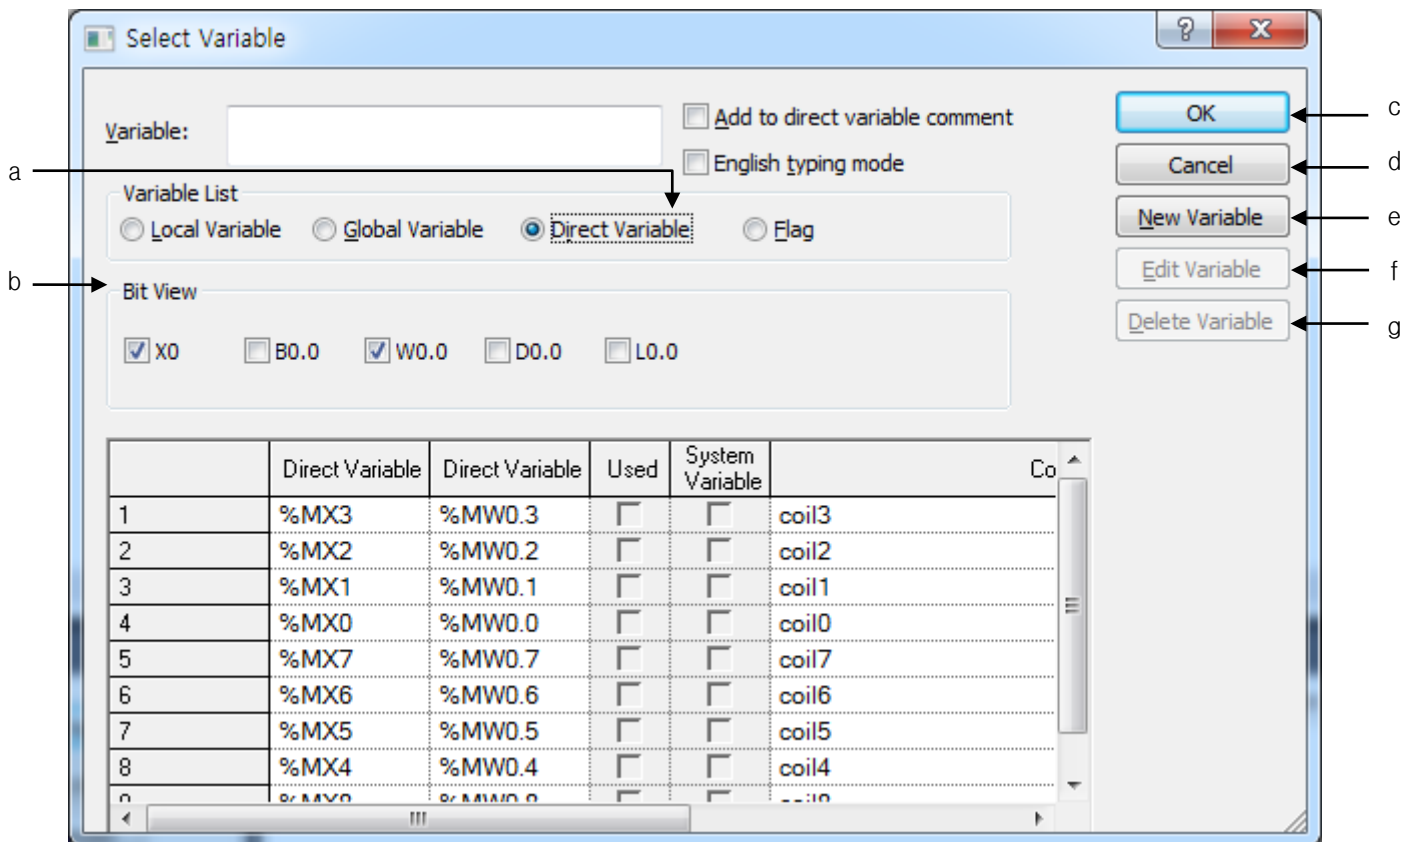 Select Variable
Variable:
Add to direct variable comment
English typing mode
OK
c
Cancel
d
a
Variable List
Local Variable
Global Variable
Direct Variable
Flag
New Variable
e
Edit Variable
f
b
Bit View
Delete Variable
g
X0
B0.0
W0.0
D0.0
L0.0
Direct Variable Direct Variable Used System Variable Co
1 %MX3 %MW0.3 coil3
2 %MX2 %MW0.2 coil2
3 %MX1 %MW0.1 coil1
4 %MX0 %MW0.0 coil0
5 %MX7 %MW0.7 coil7
6 %MX6 %MW0.6 coil6
7 %MX5 %MW0.5 coil5
8 %MX4 %MW0.4 coil4